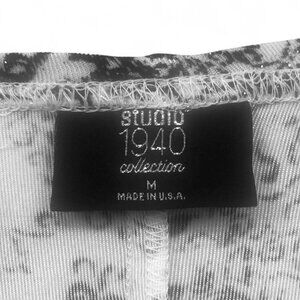 studio
1940
collection
M
MADE IN U.S.A.